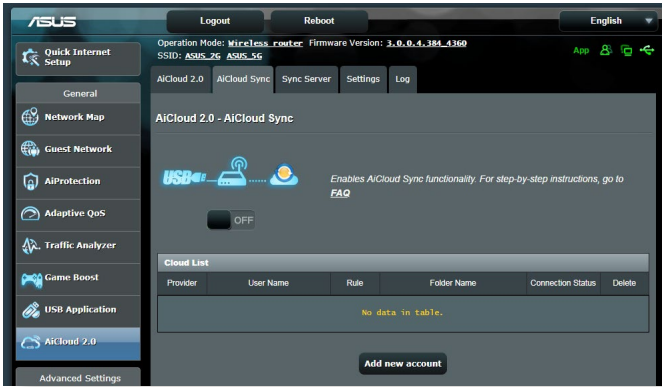 ASUS
Logout
Reboot
English
Quick Internet
Setup
General
Network Map
Guest Network
AiProtection
Adaptive QoS
Traffic Analyzer
Game Boost
USB Application
AiCloud 2.0
Advanced Settings
Operation Mode: Wireless router Firmware Version: 3.0.0.4.384_4360
SSID: ASUS_2G ASUS_5G
App
AiCloud 2.0
AiCloud Sync
Sync Server
Settings
Log
AiCloud 2.0 - AiCloud Sync
USB
Enables AiCloud Sync functionality. For step-by-step instructions, go to
FAQ
OFF
Cloud List
Provider
User Name
Rule
Folder Name
Connection Status
Delete
No data in table.
Add new account